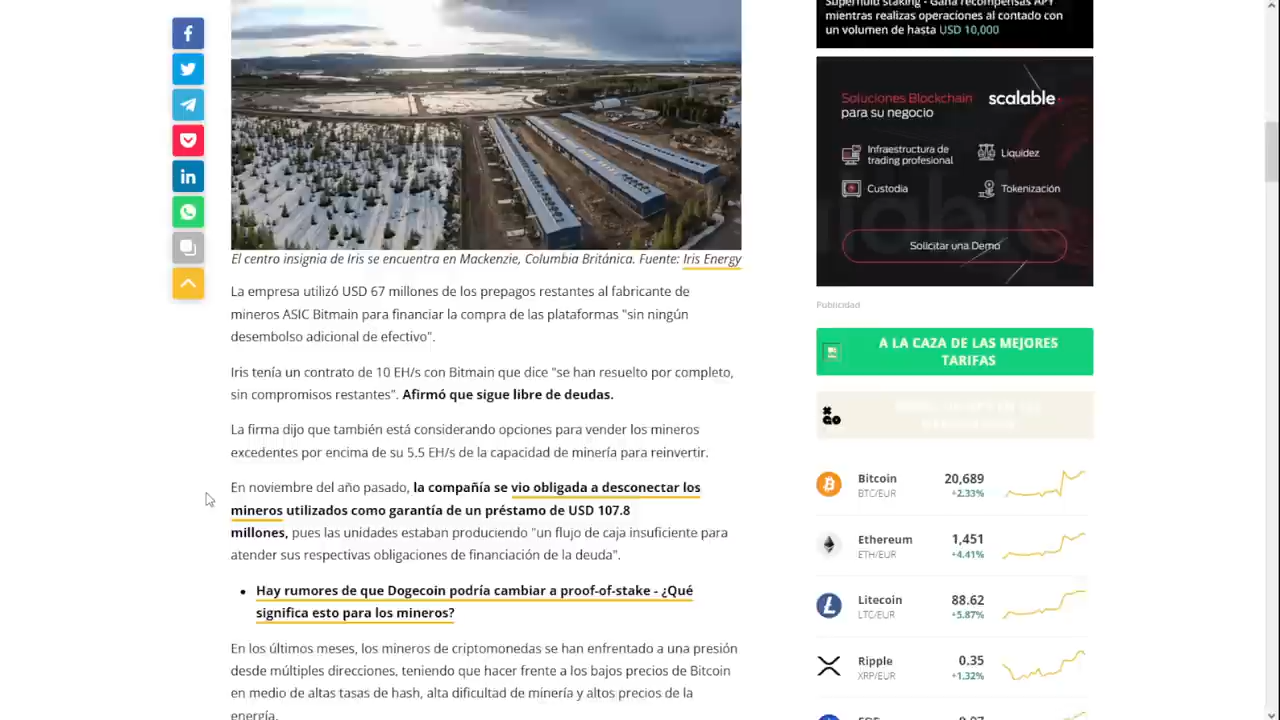 El centro insignia de Iris se encuentra en Mackenzie, Columbia Británica. Fuente: Iris Energy
La empresa utilizó USD 67 millones de los prepagos restantes al fabricante de
mineros ASIC Bitmain para financiar la compra de las plataformas "sin ningún
desembolso adicional de efectivo".
Iris tenía un contrato de 10 EH/s con Bitmain que dice "se han resuelto por completo,
sin compromisos restantes". Afirmó que sigue libre de deudas.
La firma dijo que también está considerando opciones para vender los mineros
excedentes por encima de su 5.5 EH/s de la capacidad de minería para reinvertir.
En noviembre del año pasado, la compañía se vio obligada a desconectar los
mineros utilizados como garantía de un préstamo de USD 107.8
millones, pues las unidades estaban produciendo "un flujo de caja insuficiente para
atender sus respectivas obligaciones de financiación de la deuda".
• Hay rumores de que Dogecoin podría cambiar a proof-of-stake - ¿Qué
significa esto para los mineros?
En los últimos meses, los mineros de criptomonedas se han enfrentado a una presión
desde múltiples direcciones, teniendo que hacer frente a los bajos precios de Bitcoin
en medio de altas tasas de hash, alta dificultad de minería y altos precios de la
energía.
Superfluid staking - Gana recompensas APY
mientras realizas operaciones al contado con
un volumen de hasta USD 10,000
Soluciones Blockchain
para su negocio
scalable
Infraestructura de
trading profesional
Liquidez
Custodia
Tokenización
Solicitar una Demo
Publicidad
A LA CAZA DE LAS MEJORES
TARIFAS
GO
Bitcoin 20,689
BTC/EUR +2.33%
Ethereum 1,451
ETH/EUR +4.41%
Litecoin 88.62
LTC/EUR +5.87%
Ripple 0.35
XRP/EUR +1.32%